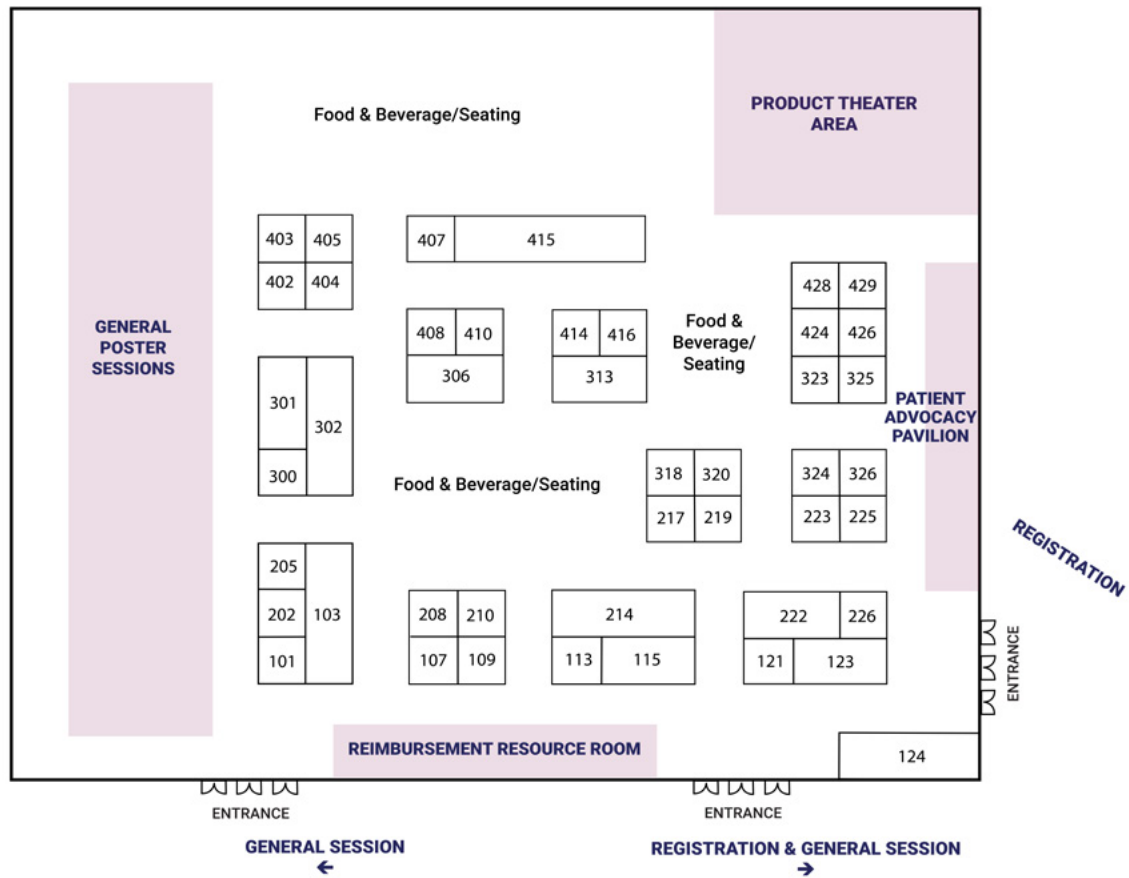 PRODUCT THEATER
AREA
Food & Beverage/Seating
403 405
407 415
402 404
428 429
GENERAL
POSTER
SESSIONS
408 410
414 416
Food &
Beverage/
Seating
424 426
306
313
323 325
301
302
300
PATIENT
ADVOCACY
PAVILION
Food & Beverage/Seating
318 320
324 326
217 219
223 225
REGISTRATION
205
103
202
101
208 210
214
222 226
107 109
113 115
121 123
ENTRANCE
REIMBURSEMENT RESOURCE ROOM
124
ENTRANCE
ENTRANCE
GENERAL SESSION
←
REGISTRATION & GENERAL SESSION
→